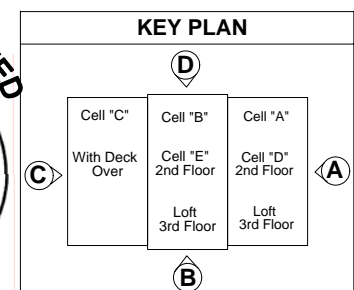 KEY PLAN
D
Cell "C"
With Deck
Over
Cell "B"
Cell "E"
2nd Floor
Loft
3rd Floor
Cell "A"
Cell "D"
2nd Floor
Loft
3rd Floor
C
A
B